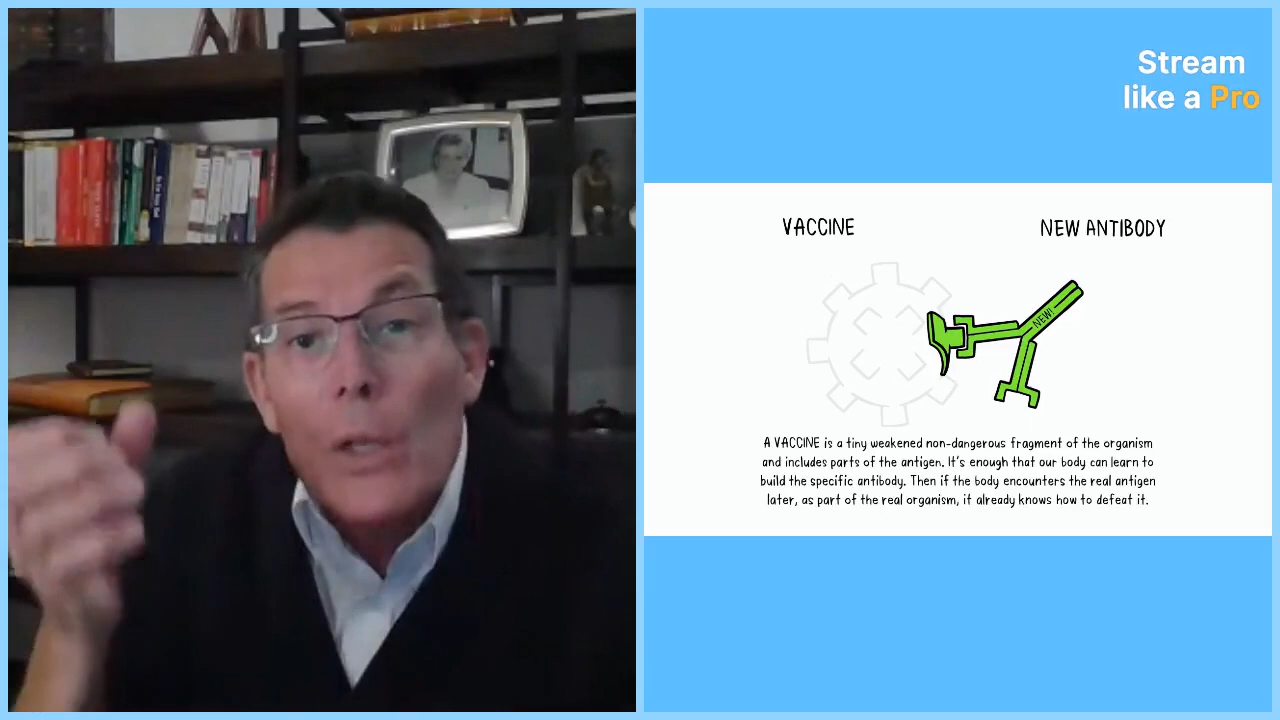 Stream
like a Pro
VACCINE
NEW ANTIBODY
NEW!
A VACCINE is a tiny weakened non-dangerous fragment of the organism
and includes parts of the antigen. It's enough that our body can learn to
build the specific antibody. Then if the body encounters the real antigen
later, as part of the real organism, it already knows how to defeat it.